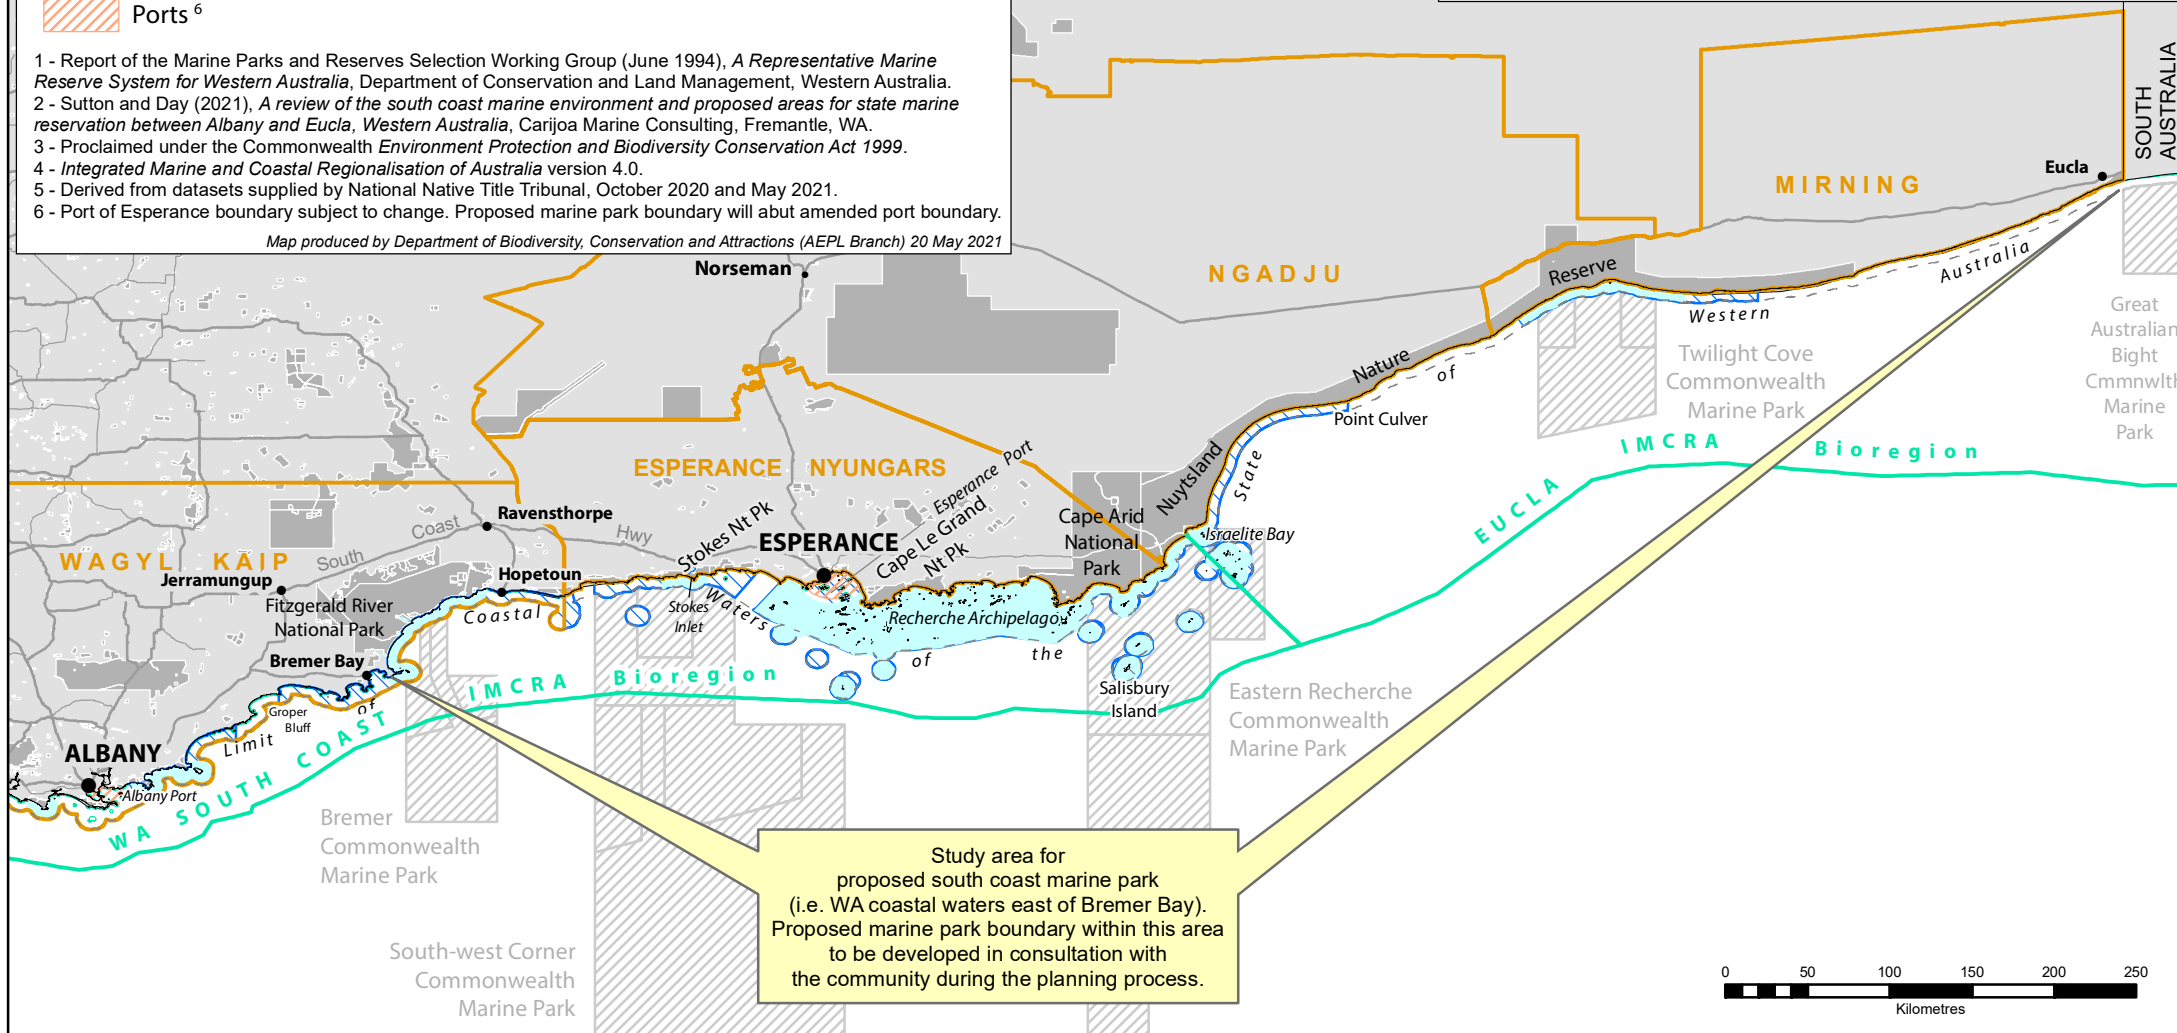 Ports 6
1 - Report of the Marine Parks and Reserves Selection Working Group (June 1994), A Representative Marine
Reserve System for Western Australia, Department of Conservation and Land Management, Western Australia.
2 - Sutton and Day (2021), A review of the south coast marine environment and proposed areas for state marine
reservation between Albany and Eucla, Western Australia, Carijoa Marine Consulting, Fremantle, WA.
3 - Proclaimed under the Commonwealth Environment Protection and Biodiversity Conservation Act 1999.
4 - Integrated Marine and Coastal Regionalisation of Australia version 4.0.
5 - Derived from datasets supplied by National Native Title Tribunal, October 2020 and May 2021.
6 - Port of Esperance boundary subject to change. Proposed marine park boundary will abut amended port boundary.
Map produced by Department of Biodiversity, Conservation and Attractions (AEPL Branch) 20 May 2021
SOUTH
AUSTRALIA
Eucla
MIRNING
NGADJU
Norseman
Reserve
Australia
Western
Great
Australian
Bight
Cmmnwlth
Marine
Park
Twilight Cove
Commonwealth
Marine Park
Nature
of
Point Culver
IMCRA Bioregion
EUCLA
State
Nuytsland
ESPERANCE NYUNGARS
Esperance Port
Cape Le Grand
Nt Pk
Stokes Nt Pk
ESPERANCE
Cape Arid
National
Park
Israelite Bay
Ravensthorpe
South Coast Hwy
WAGYL KAIP
Jerramungup
Hopetoun
Fitzgerald River
National Park
Coastal
Stokes
Inlet
Waters
Recherche Archipelago
of the
Bremer Bay
IMCRA Bioregion
Salisbury
Island
Eastern Recherche
Commonwealth
Marine Park
Groper
Bluff
Limit of
ALBANY
Albany Port
WA SOUTH COAST
Bremer
Commonwealth
Marine Park
Study area for
proposed south coast marine park
(i.e. WA coastal waters east of Bremer Bay).
Proposed marine park boundary within this area
to be developed in consultation with
the community during the planning process.
South-west Corner
Commonwealth
Marine Park
0 50 100 150 200 250
Kilometres